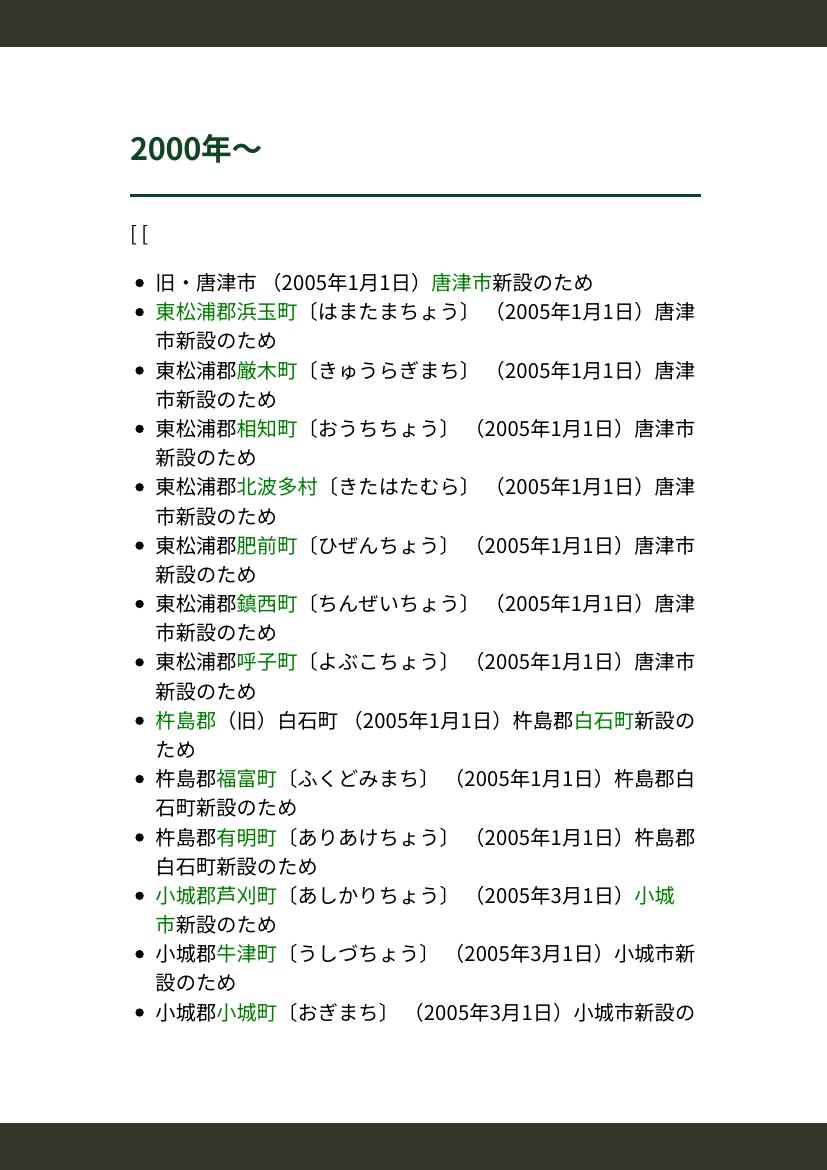 2000年～
[ [
• 旧・唐津市 （2005年1月1日）唐津市新設のため
• 東松浦郡浜玉町〔はまたまちょう〕 （2005年1月1日）唐津
市新設のため
• 東松浦郡厳木町〔きゅうらぎまち〕 （2005年1月1日）唐津
市新設のため
• 東松浦郡相知町〔おうちちょう〕 （2005年1月1日）唐津市
新設のため
• 東松浦郡北波多村〔きたはたむら〕 （2005年1月1日）唐津
市新設のため
• 東松浦郡肥前町〔ひぜんちょう〕 （2005年1月1日）唐津市
新設のため
• 東松浦郡鎮西町〔ちんぜいちょう〕 （2005年1月1日）唐津
市新設のため
• 東松浦郡呼子町〔よぶこちょう〕 （2005年1月1日）唐津市
新設のため
• 杵島郡（旧）白石町 （2005年1月1日）杵島郡白石町新設の
ため
• 杵島郡福富町〔ふくどみまち〕 （2005年1月1日）杵島郡白
石町新設のため
• 杵島郡有明町〔ありあけちょう〕 （2005年1月1日）杵島郡
白石町新設のため
• 小城郡芦刈町〔あしかりちょう〕 （2005年3月1日）小城
市新設のため
• 小城郡牛津町〔うしづちょう〕 （2005年3月1日）小城市新
設のため
• 小城郡小城町〔おぎまち〕 （2005年3月1日）小城市新設の